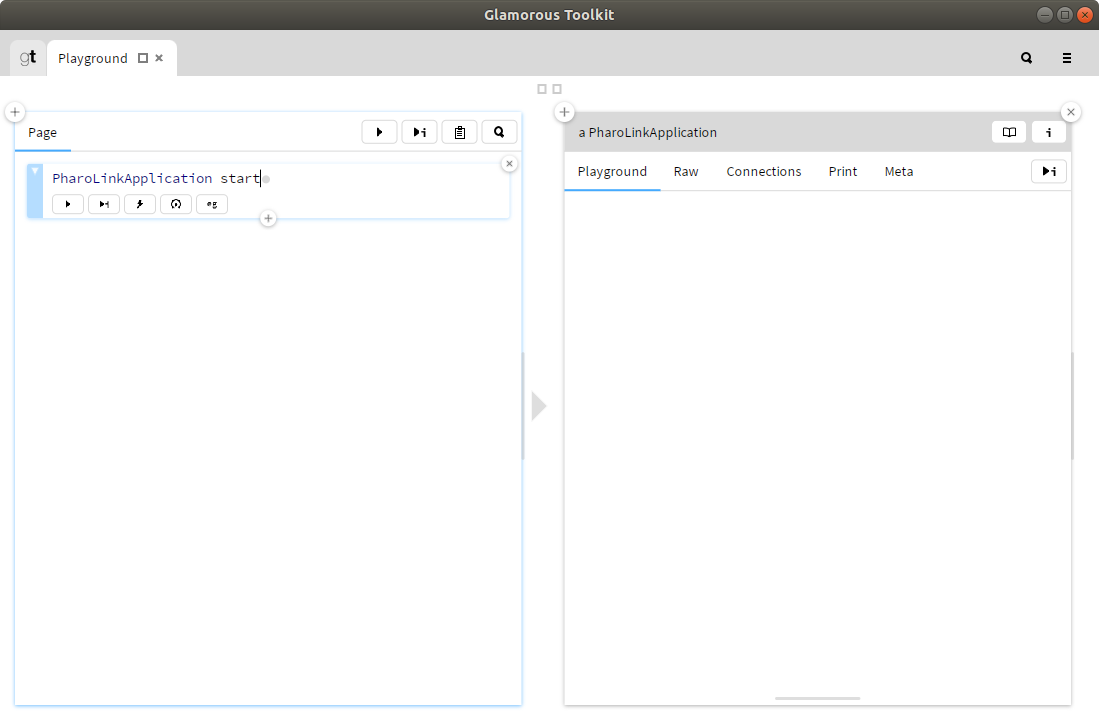 Glamorous Toolkit
gt Playground
Page
PharoLinkApplication start
eg
a PharoLinkApplication
i
Playground Raw Connections Print Meta